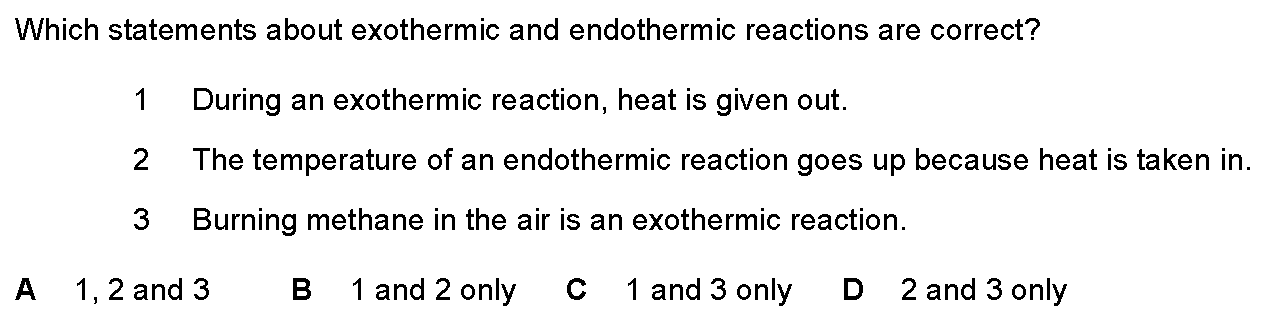 Which statements about exothermic and endothermic reactions are correct?
1 During an exothermic reaction, heat is given out.
2 The temperature of an endothermic reaction goes up because heat is taken in.
3 Burning methane in the air is an exothermic reaction.
A 1, 2 and 3 B 1 and 2 only C 1 and 3 only D 2 and 3 only